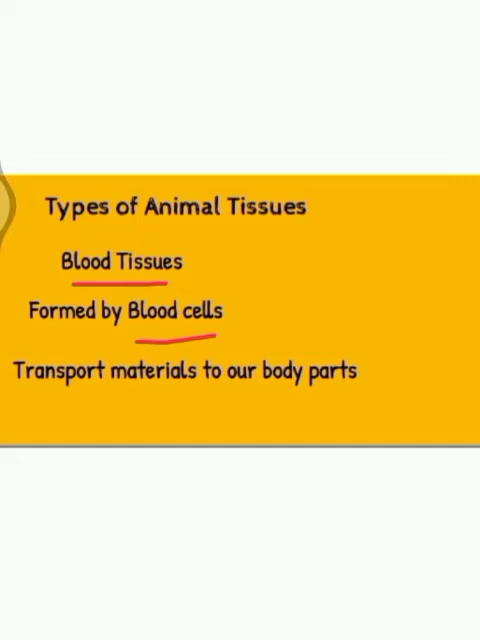 Types of Animal Tissues
Blood Tissues
Formed by Blood cells
Transport materials to our body parts